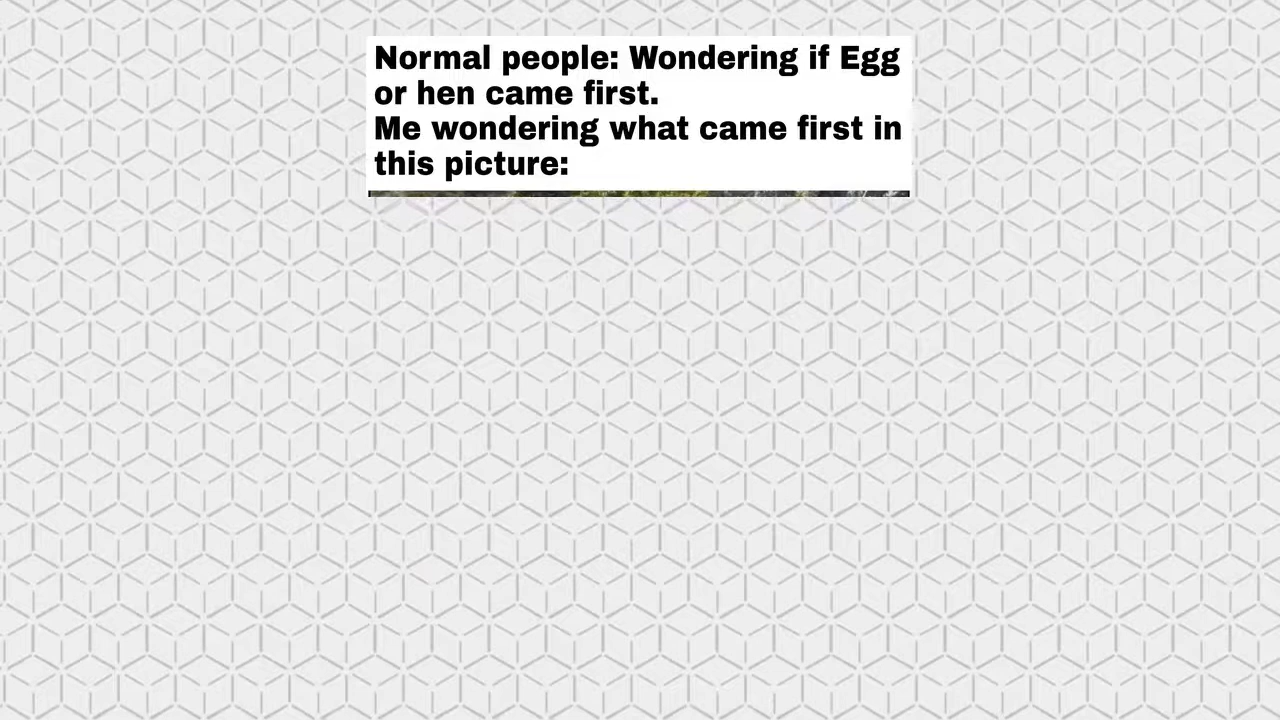 Normal people: Wondering if Egg
or hen came first.
Me wondering what came first in
this picture: